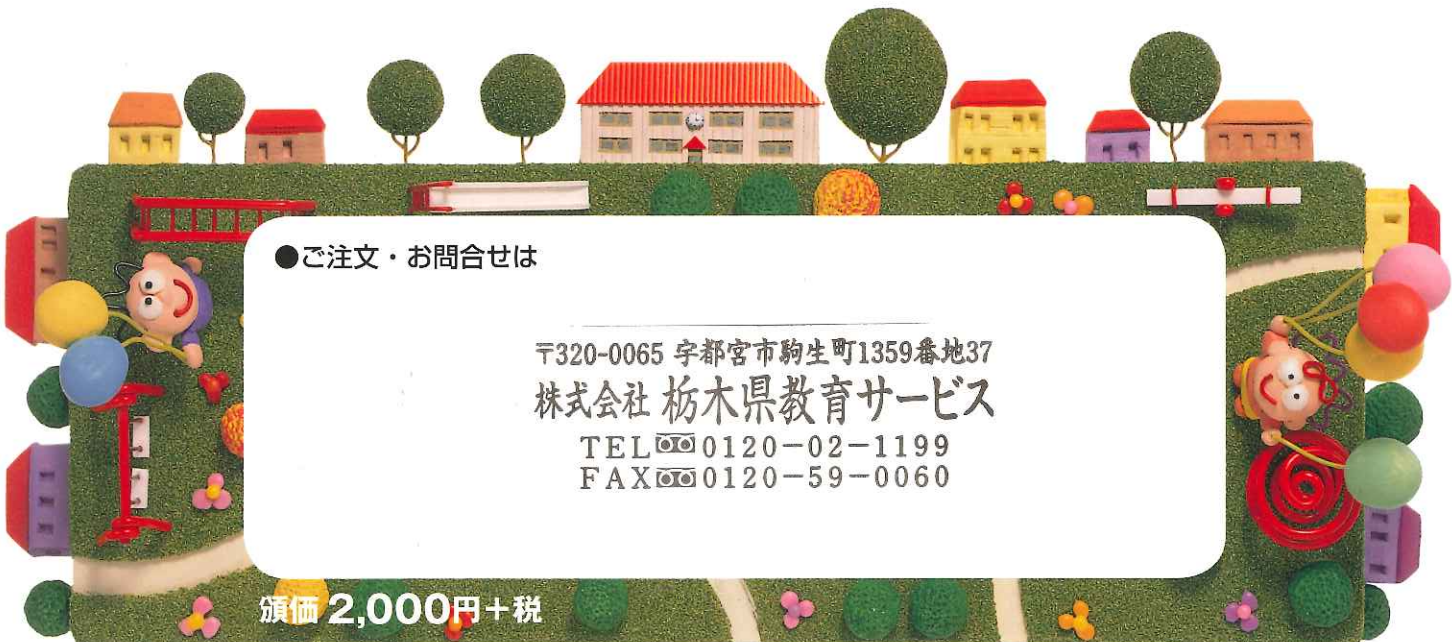 ●ご注文・お問合せは
〒320-0065 宇都宮市駒生町1359番地37
株式会社 栃木県教育サービス
TEL 0120-02-1199
FAX 0120-59-0060
頒価 2,000円+税